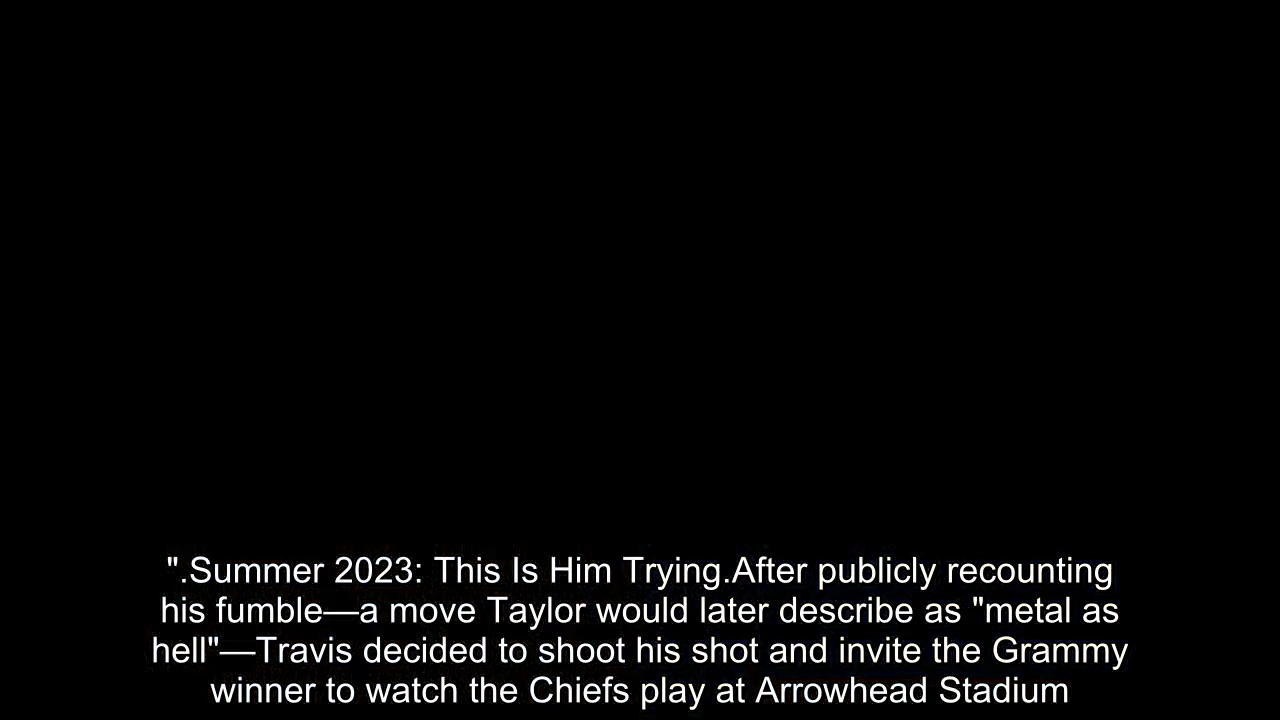 ".Summer 2023: This Is Him Trying.After publicly recounting
his fumble—a move Taylor would later describe as "metal as
hell"—Travis decided to shoot his shot and invite the Grammy
winner to watch the Chiefs play at Arrowhead Stadium